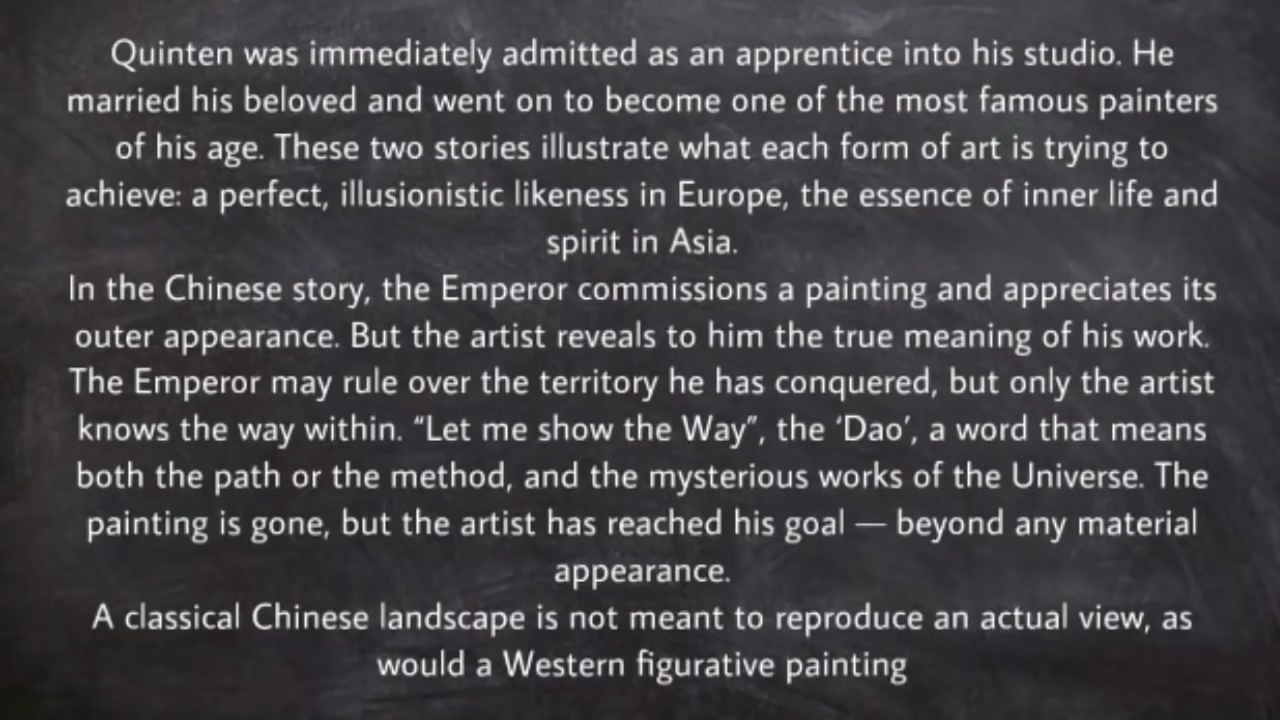 Quinten was immediately admitted as an apprentice into his studio. He
married his beloved and went on to become one of the most famous painters
of his age. These two stories illustrate what each form of art is trying to
achieve: a perfect, illusionistic likeness in Europe, the essence of inner life and
spirit in Asia.
In the Chinese story, the Emperor commissions a painting and appreciates its
outer appearance. But the artist reveals to him the true meaning of his work.
The Emperor may rule over the territory he has conquered, but only the artist
knows the way within. “Let me show the Way”, the ‘Dao’, a word that means
both the path or the method, and the mysterious works of the Universe. The
painting is gone, but the artist has reached his goal — beyond any material
appearance.
A classical Chinese landscape is not meant to reproduce an actual view, as
would a Western figurative painting